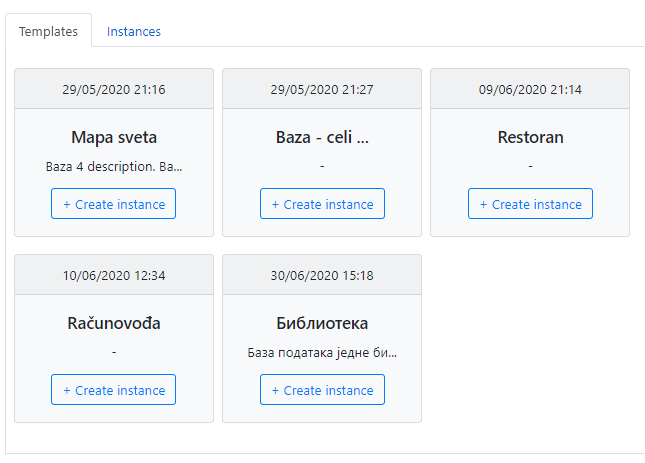 Templates Instances
29/05/2020 21:16 29/05/2020 21:27 09/06/2020 21:14
Mapa sveta Baza - celi ... Restoran
Baza 4 description. Ba... - -
+ Create instance + Create instance + Create instance
10/06/2020 12:34 30/06/2020 15:18
Računovođa Библиотека
- База података једне би...
+ Create instance + Create instance